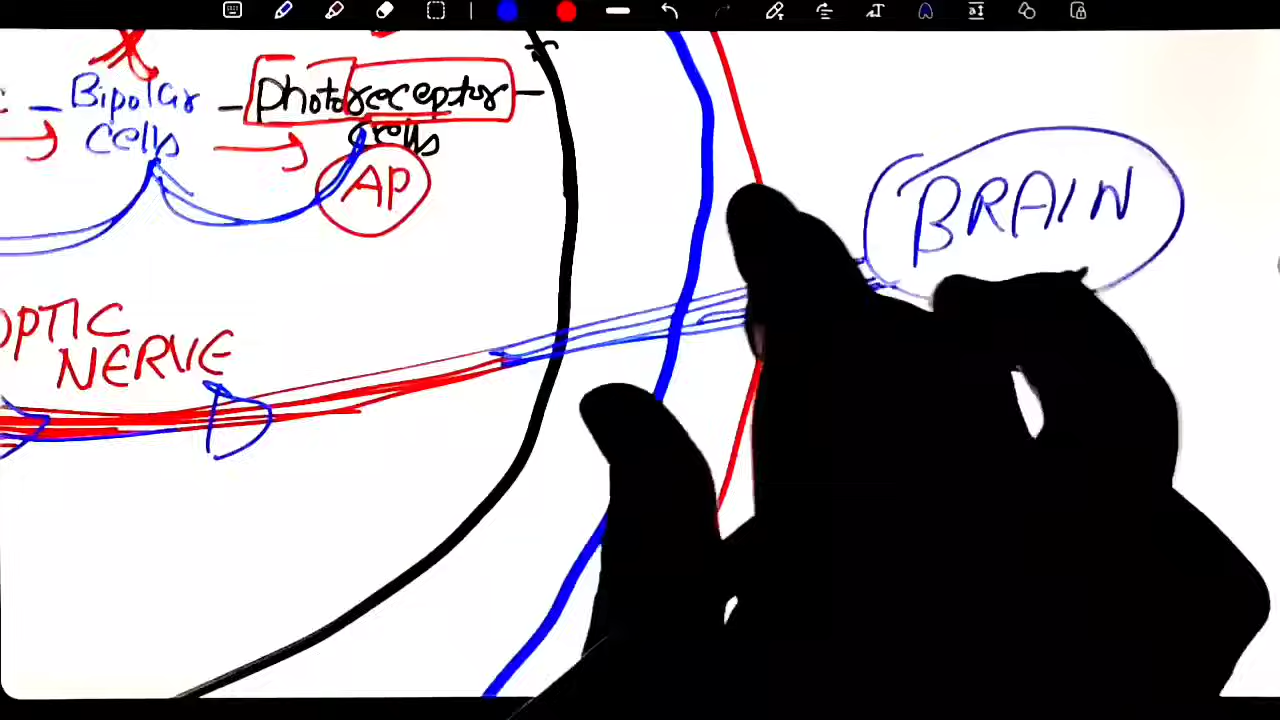 Bipolar
cells
photoreceptor
cells
AP
BRAIN
OPTIC
NERVE